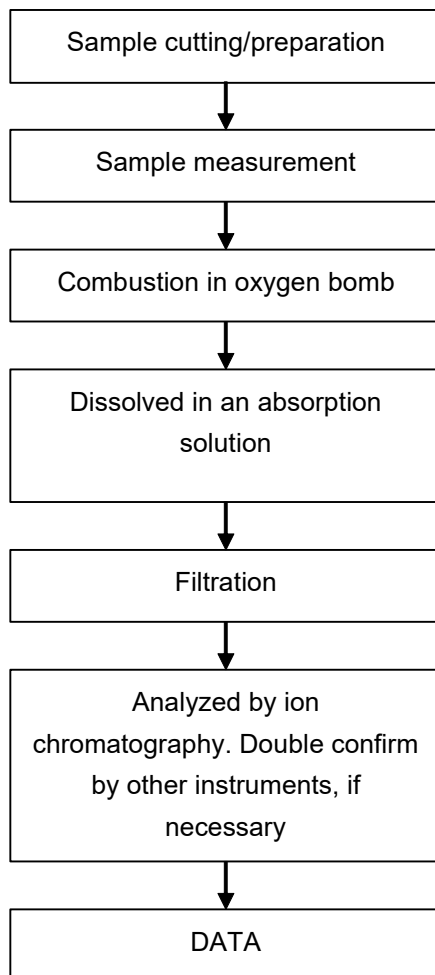 Sample cutting/preparation
Sample measurement
Combustion in oxygen bomb
Dissolved in an absorption
solution
Filtration
Analyzed by ion
chromatography. Double confirm
by other instruments, if
necessary
DATA